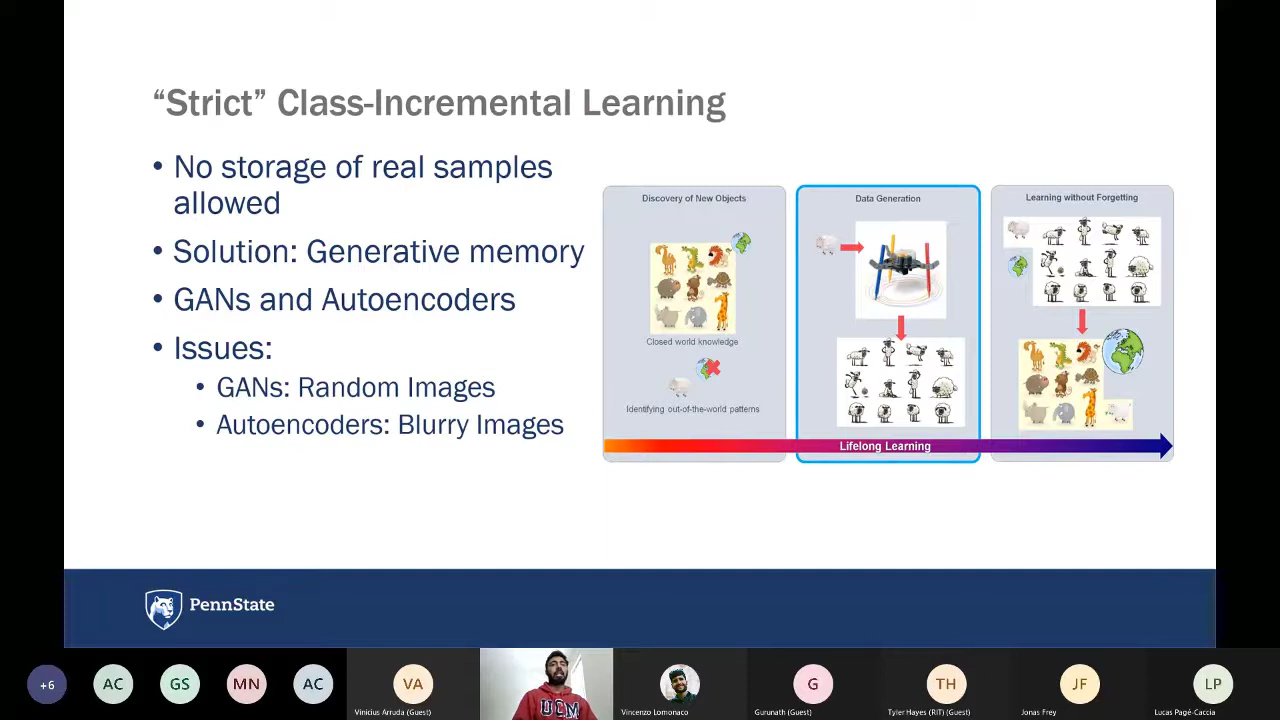 “Strict” Class-Incremental Learning
• No storage of real samples
allowed
• Solution: Generative memory
• GANs and Autoencoders
• Issues:
• GANs: Random Images
• Autoencoders: Blurry Images
Discovery of New Objects
Closed world knowledge
Identifying out-of-the-world patterns
Data Generation
Learning without Forgetting
Lifelong Learning
PennState
+6
AC
GS
MN
AC
VA
Vinicius Arruda (Guest)
UCM
Vincenzo Lomonaco
G
Gurunath (Guest)
TH
Tyler Hayes (RIT) (Guest)
JF
Jonas Frey
LP
Lucas Pagé-Caccia